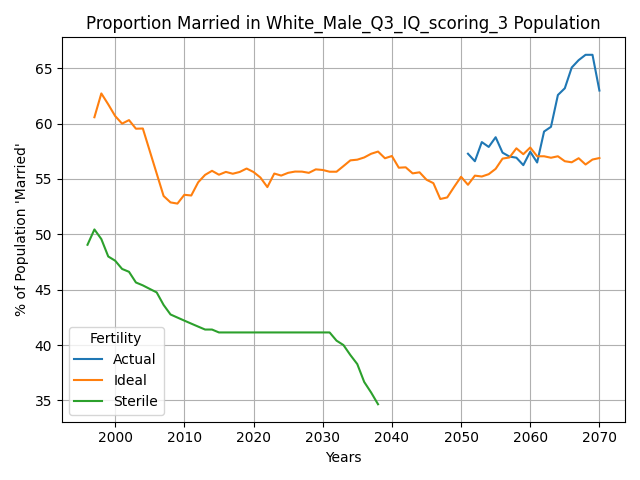 Proportion Married in White_Male_Q3_IQ_scoring_3 Population
% of Population 'Married'
65
60
55
50
45
40
35
Fertility
Actual
Ideal
Sterile
2000 2010 2020 2030 2040 2050 2060 2070
Years